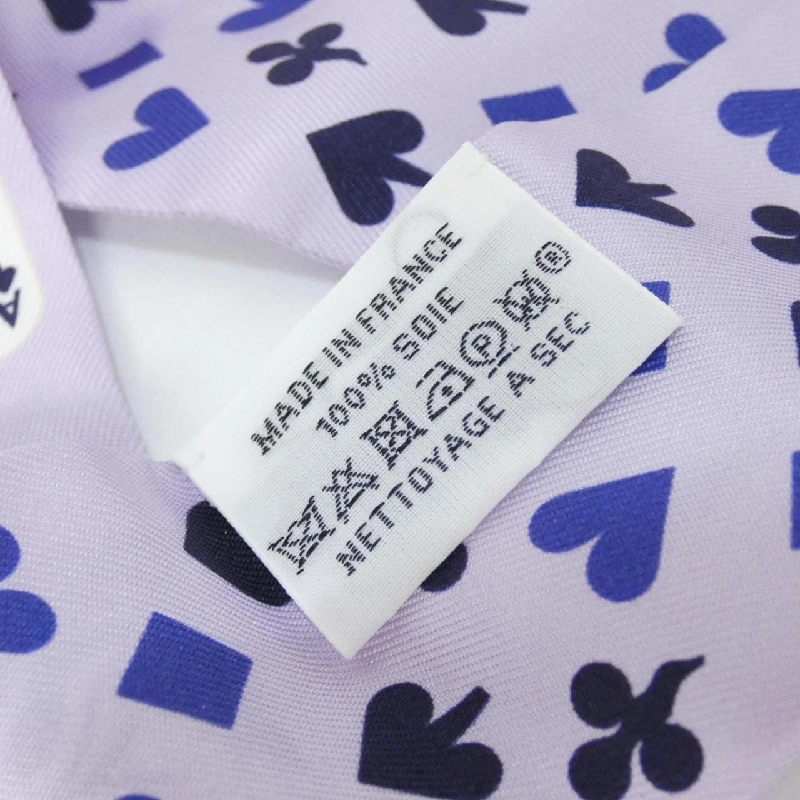 MADE IN FRANCE
100% SOIE
P ®
NETTOYAGE A SEC
A